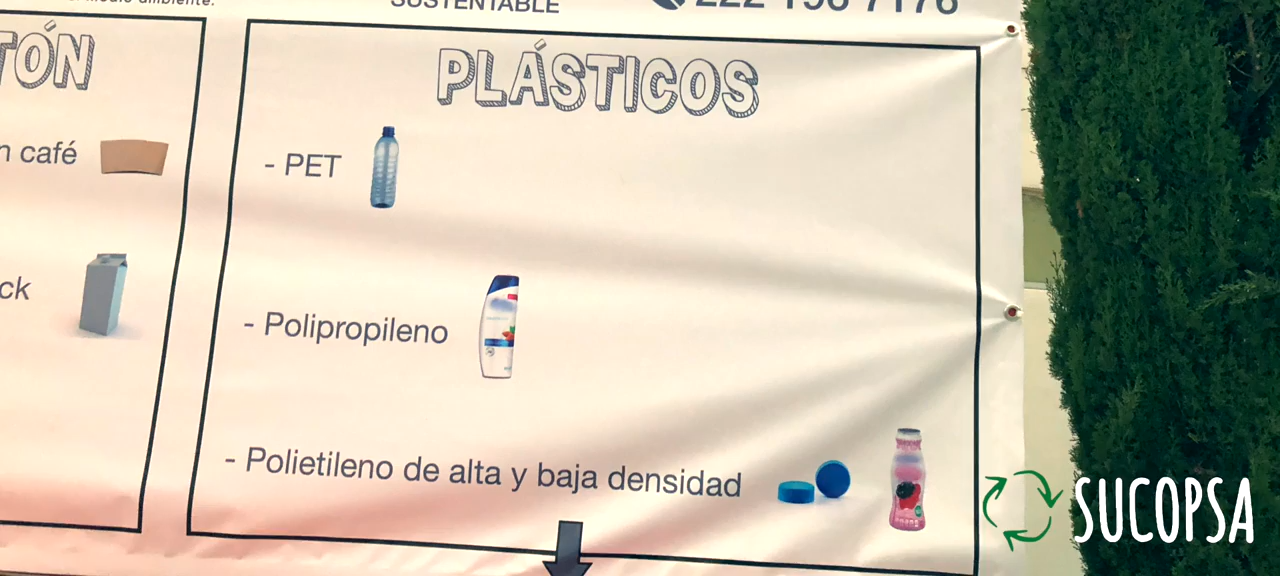 SUSTENTABLE
TÓN
n café
ck
PLÁSTICOS
- PET
- Polipropileno
- Polietileno de alta y baja densidad
SUCOPSA